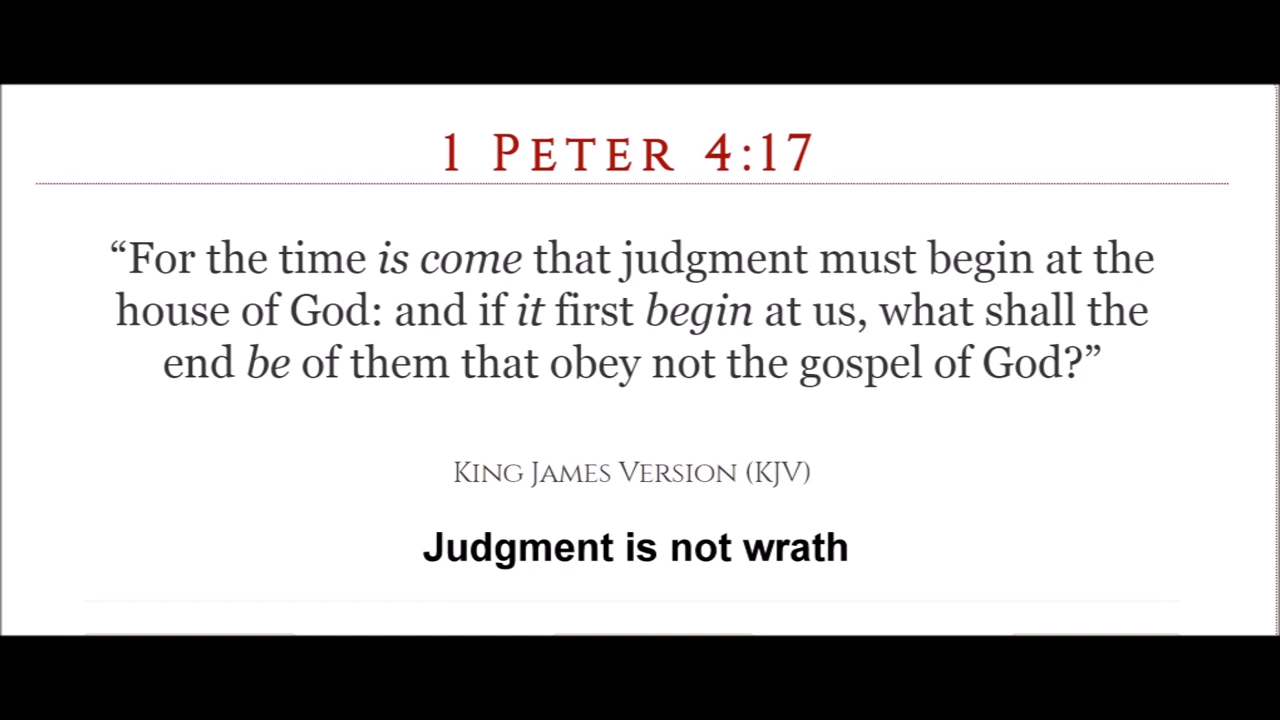 1 PETER 4:17
“For the time is come that judgment must begin at the
house of God: and if it first begin at us, what shall the
end be of them that obey not the gospel of God?”
KING JAMES VERSION (KJV)
Judgment is not wrath